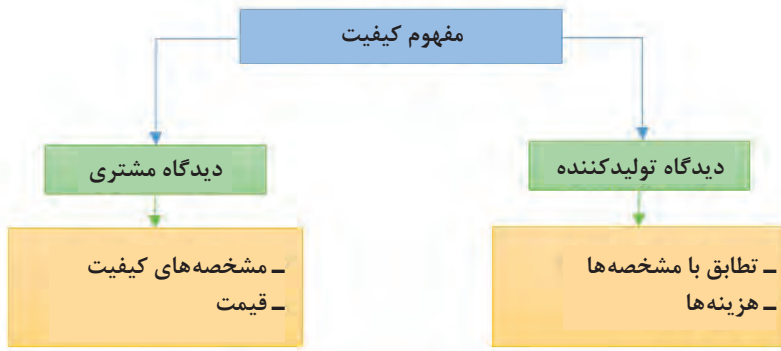 مفهوم کیفیت
دیدگاه تولیدکننده
ـ تطابق با مشخصه‌ها
ـ هزینه‌ها
دیدگاه مشتری
ـ مشخصه‌های کیفیت
ـ قیمت